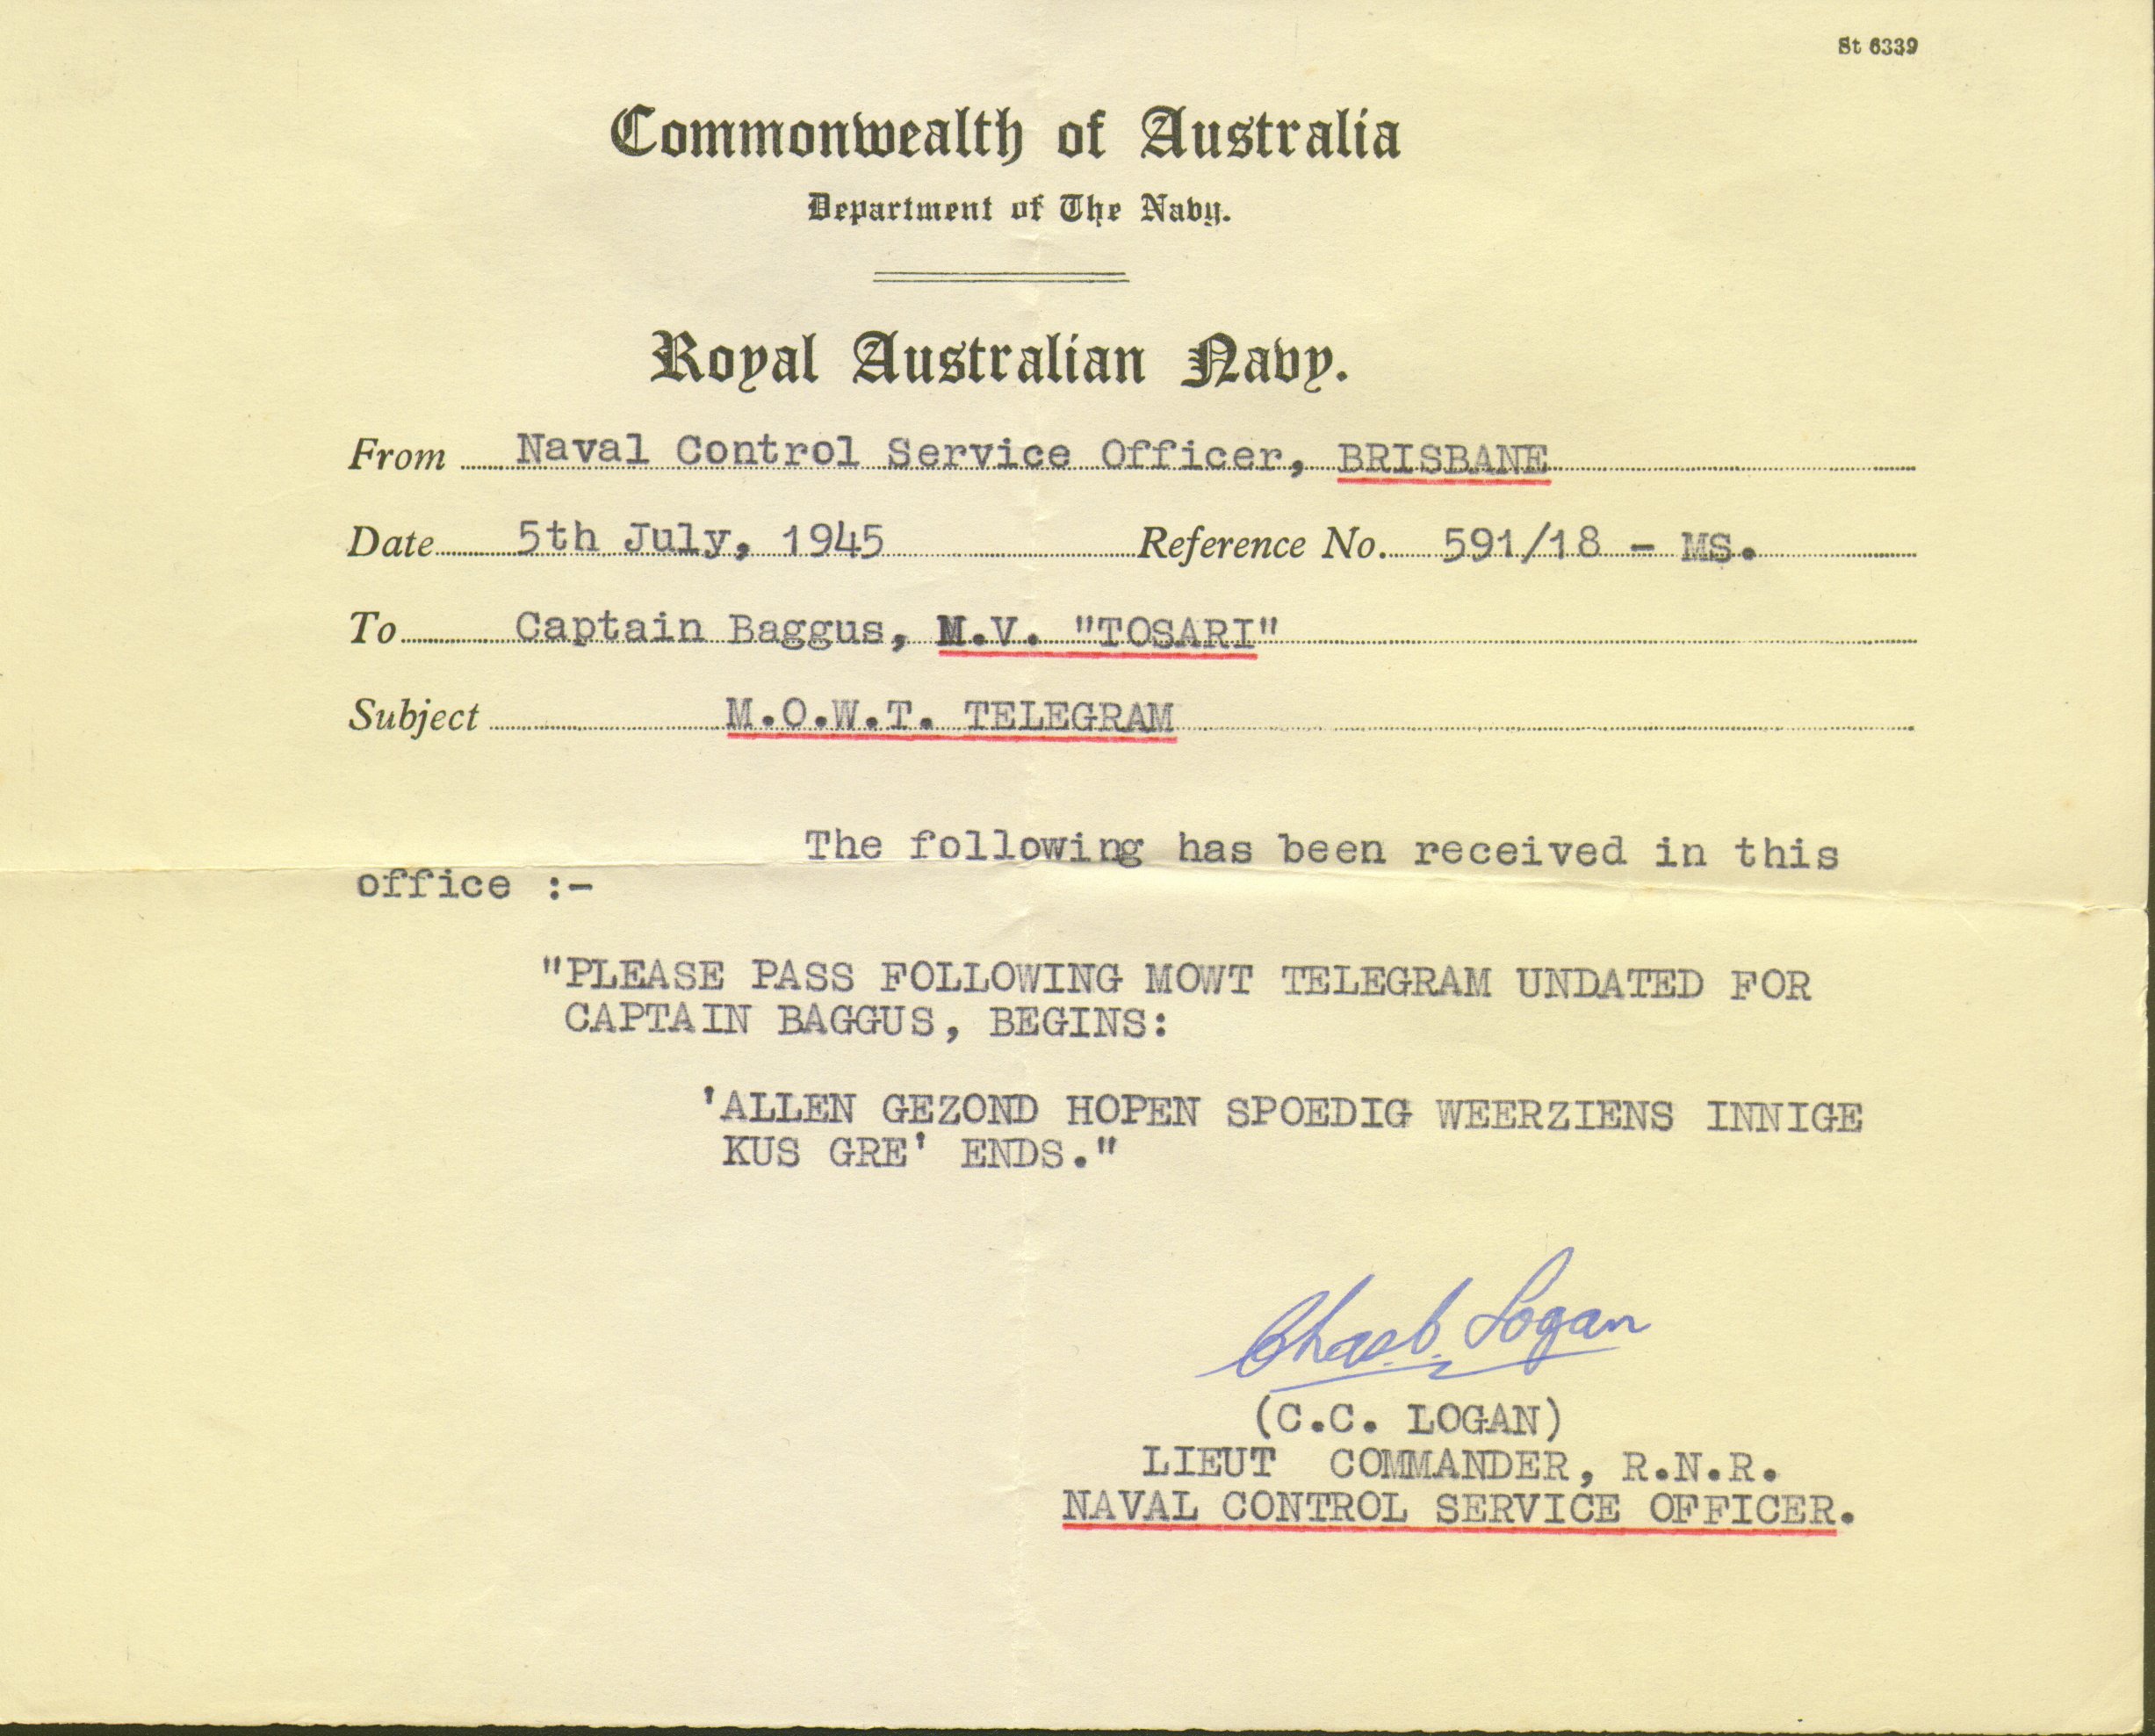 St 6339
Commonwealth of Australia
Department of The Navy.
Royal Australian Navy.
From Naval Control Service Officer, BRISBANE
Date 5th July, 1945 Reference No. 591/18 - MS.
To Captain Baggus, M.V. "TOSARI"
Subject M.O.W.T. TELEGRAM
The following has been received in this
office :-
"PLEASE PASS FOLLOWING MOWT TELEGRAM UNDATED FOR
CAPTAIN BAGGUS, BEGINS:
'ALLEN GEZOND HOPEN SPOEDIG WEERZIENS INNIGE
KUS GRE' ENDS."
Logan
(C.C. LOGAN)
LIEUT COMMANDER, R.N.R.
NAVAL CONTROL SERVICE OFFICER.